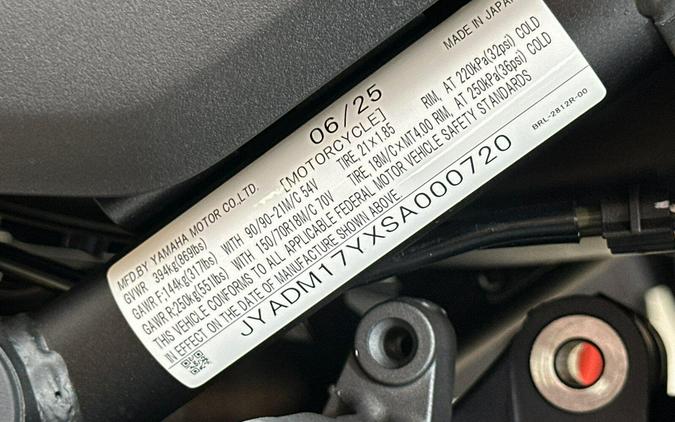 MADE IN JAPAN
06/25
MFD.BY YAMAHA MOTOR CO.LTD. [MOTORCYCLE]
GVWR 394kg(869lbs)
GAWR F;144kg(317lbs) WITH 90/90-21M/C 54V TIRE, 21×1.85 RIM, AT 220kPa(32psi) COLD
GAWR R;250kg(551lbs) WITH 150/70R18M/C 70V TIRE, 18M/C×MT4.00 RIM, AT 250kPa(36psi) COLD
THIS VEHICLE CONFORMS TO ALL APPLICABLE FEDERAL MOTOR VEHICLE SAFETY STANDARDS
IN EFFECT ON THE DATE OF MANUFACTURE SHOWN ABOVE
JYADM17YXSA000720
BRL-2812R-00